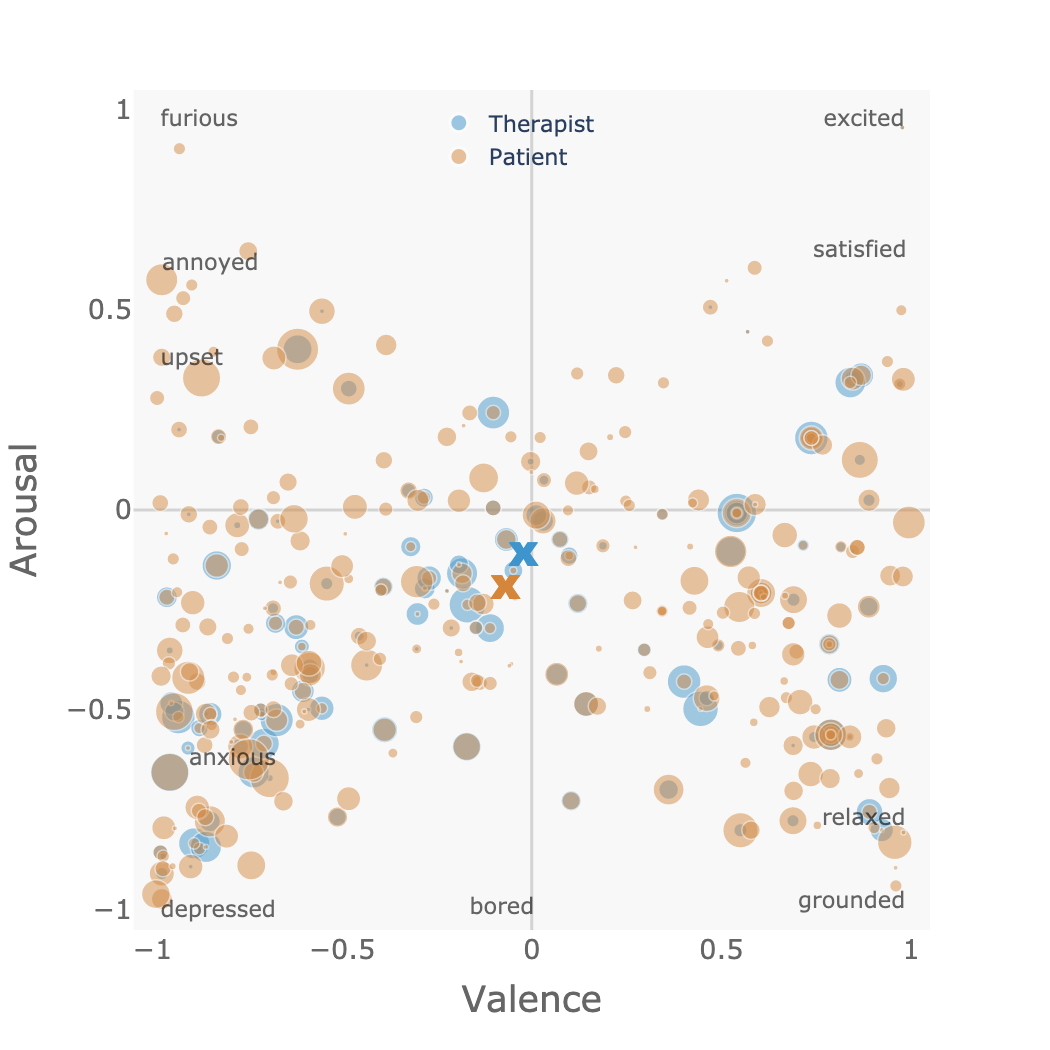 1
furious
Therapist
excited
Patient
annoyed
satisfied
0.5
upset
Arousal
0
−0.5
anxious
relaxed
−1
depressed
bored
grounded
−1
−0.5
0
0.5
1
Valence